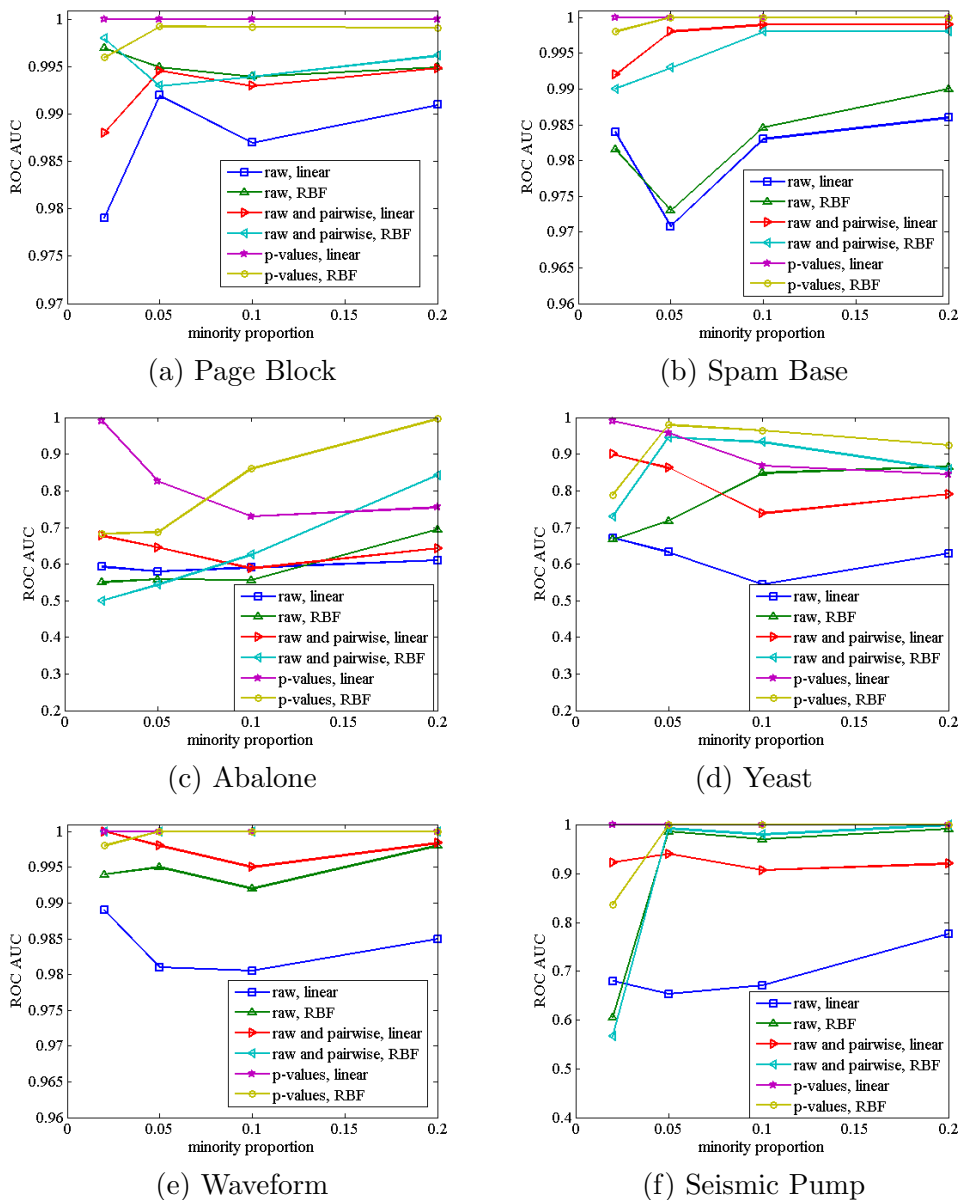 1
0.995
0.99
0.985
0.98
0.975
0.97
ROC AUC
raw, linear
raw, RBF
raw and pairwise, linear
raw and pairwise, RBF
p-values, linear
p-values, RBF
0 0.05 0.1 0.15 0.2
minority proportion
(a) Page Block
1
0.995
0.99
0.985
0.98
0.975
0.97
0.965
0.96
ROC AUC
raw, linear
raw, RBF
raw and pairwise, linear
raw and pairwise, RBF
p-values, linear
p-values, RBF
0 0.05 0.1 0.15 0.2
minority proportion
(b) Spam Base
1
0.9
0.8
0.7
0.6
0.5
0.4
0.3
0.2
ROC AUC
raw, linear
raw, RBF
raw and pairwise, linear
raw and pairwise, RBF
p-values, linear
p-values, RBF
0 0.05 0.1 0.15 0.2
minority proportion
(c) Abalone
1
0.9
0.8
0.7
0.6
0.5
0.4
0.3
0.2
ROC AUC
raw, linear
raw, RBF
raw and pairwise, linear
raw and pairwise, RBF
p-values, linear
p-values, RBF
0 0.05 0.1 0.15 0.2
minority proportion
(d) Yeast
1
0.995
0.99
0.985
0.98
0.975
0.97
0.965
0.96
ROC AUC
raw, linear
raw, RBF
raw and pairwise, linear
raw and pairwise, RBF
p-values, linear
p-values, RBF
0 0.05 0.1 0.15 0.2
minority proportion
(e) Waveform
1
0.9
0.8
0.7
0.6
0.5
0.4
ROC AUC
raw, linear
raw, RBF
raw and pairwise, linear
raw and pairwise, RBF
p-values, linear
p-values, RBF
0 0.05 0.1 0.15 0.2
minority proportion
(f) Seismic Pump